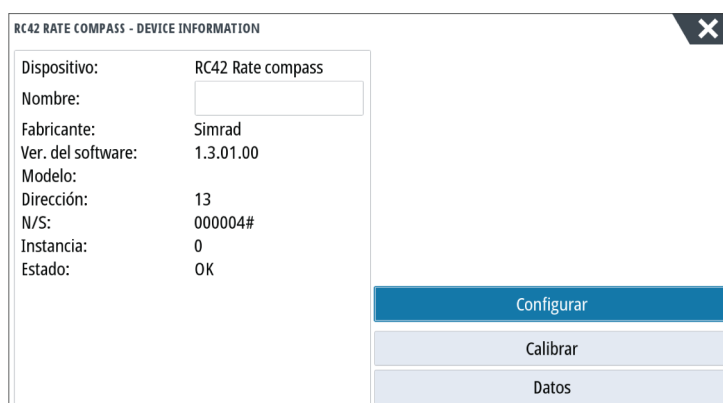 RC42 RATE COMPASS - DEVICE INFORMATION
Dispositivo: RC42 Rate compass
Nombre:
Fabricante: Simrad
Ver. del software: 1.3.01.00
Modelo:
Dirección: 13
N/S: 000004#
Instancia: 0
Estado: OK
Configurar
Calibrar
Datos